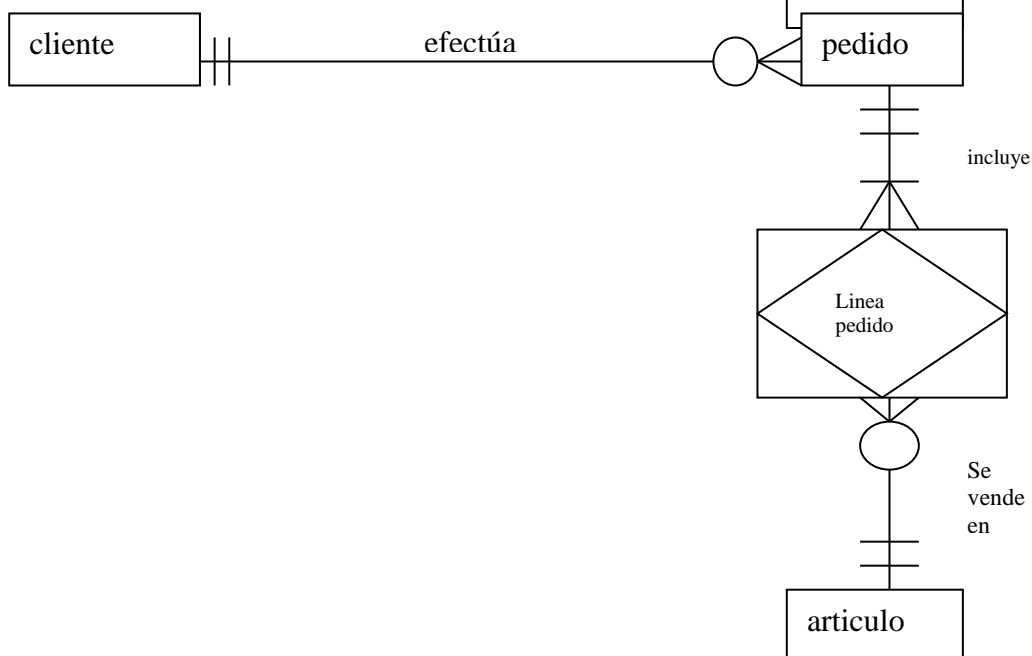 cliente
efectúa
pedido
incluye
Linea
pedido
Se
vende
en
articulo